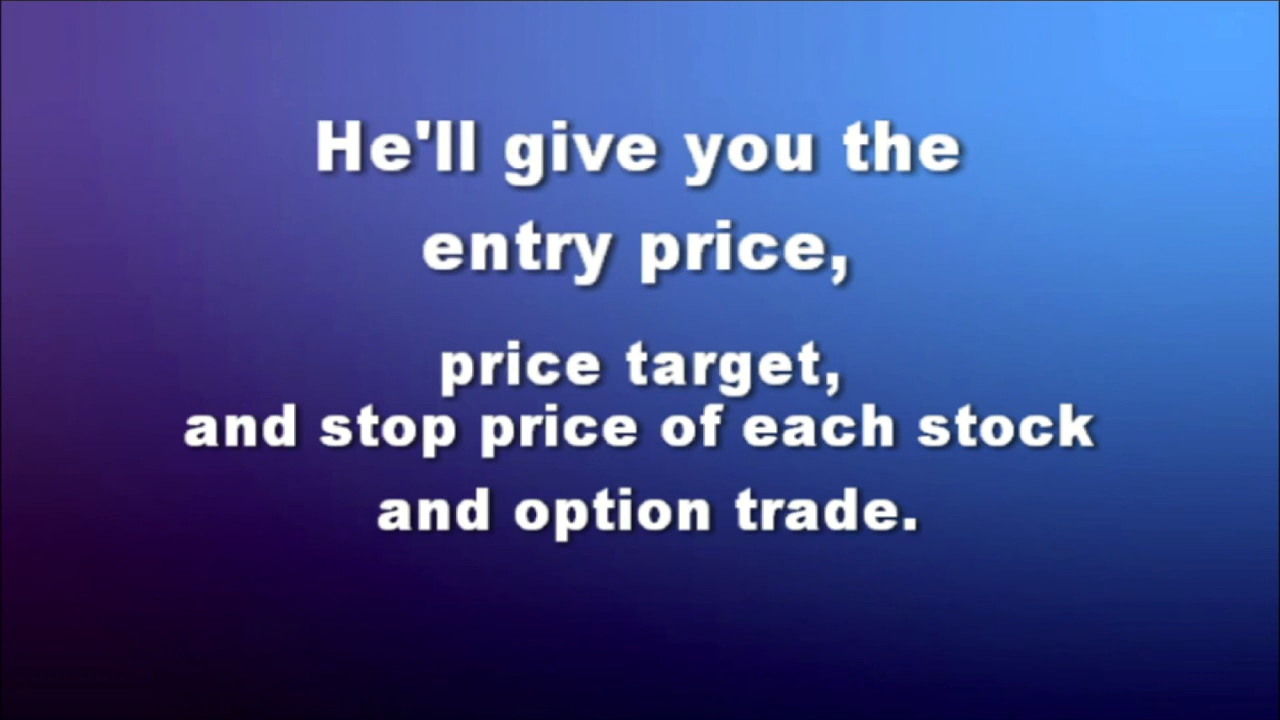 He'll give you the
entry price,
price target,
and stop price of each stock
and option trade.